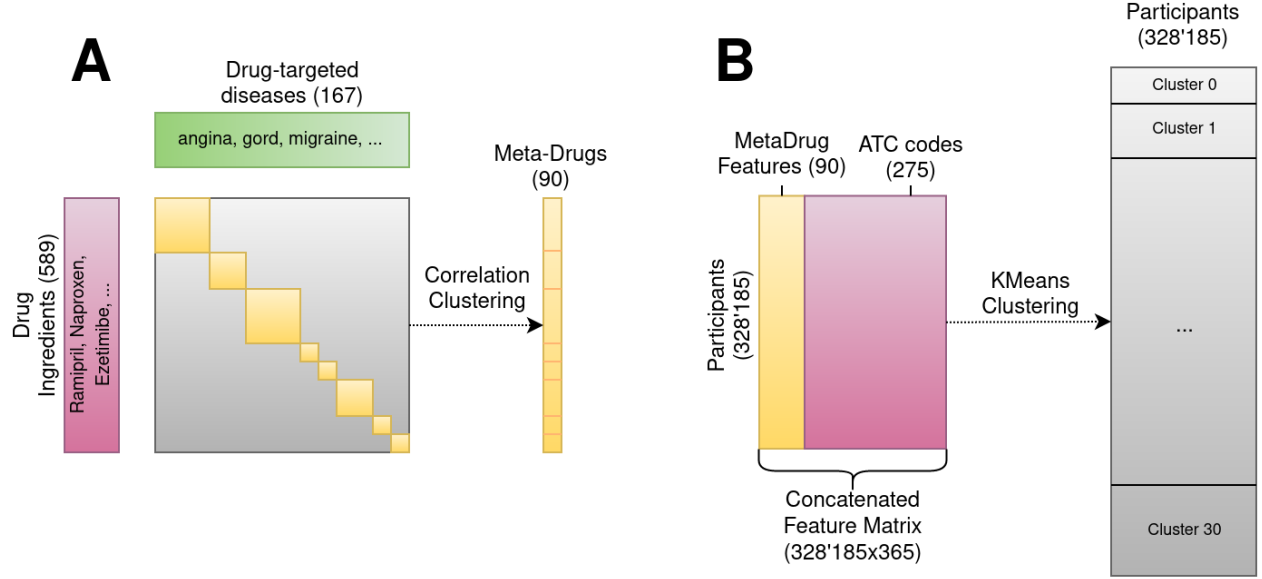 A
Drug-targeted
diseases (167)
angina, gord, migraine, ...
Drug
Ingredients (589)
Ramipril, Naproxen,
Ezetimibe, ...
Correlation
Clustering
Meta-Drugs
(90)
B
MetaDrug
Features (90)
ATC codes
(275)
Participants
(328'185)
Concatenated
Feature Matrix
(328'185x365)
KMeans
Clustering
Participants
(328'185)
Cluster 0
Cluster 1
...
Cluster 30